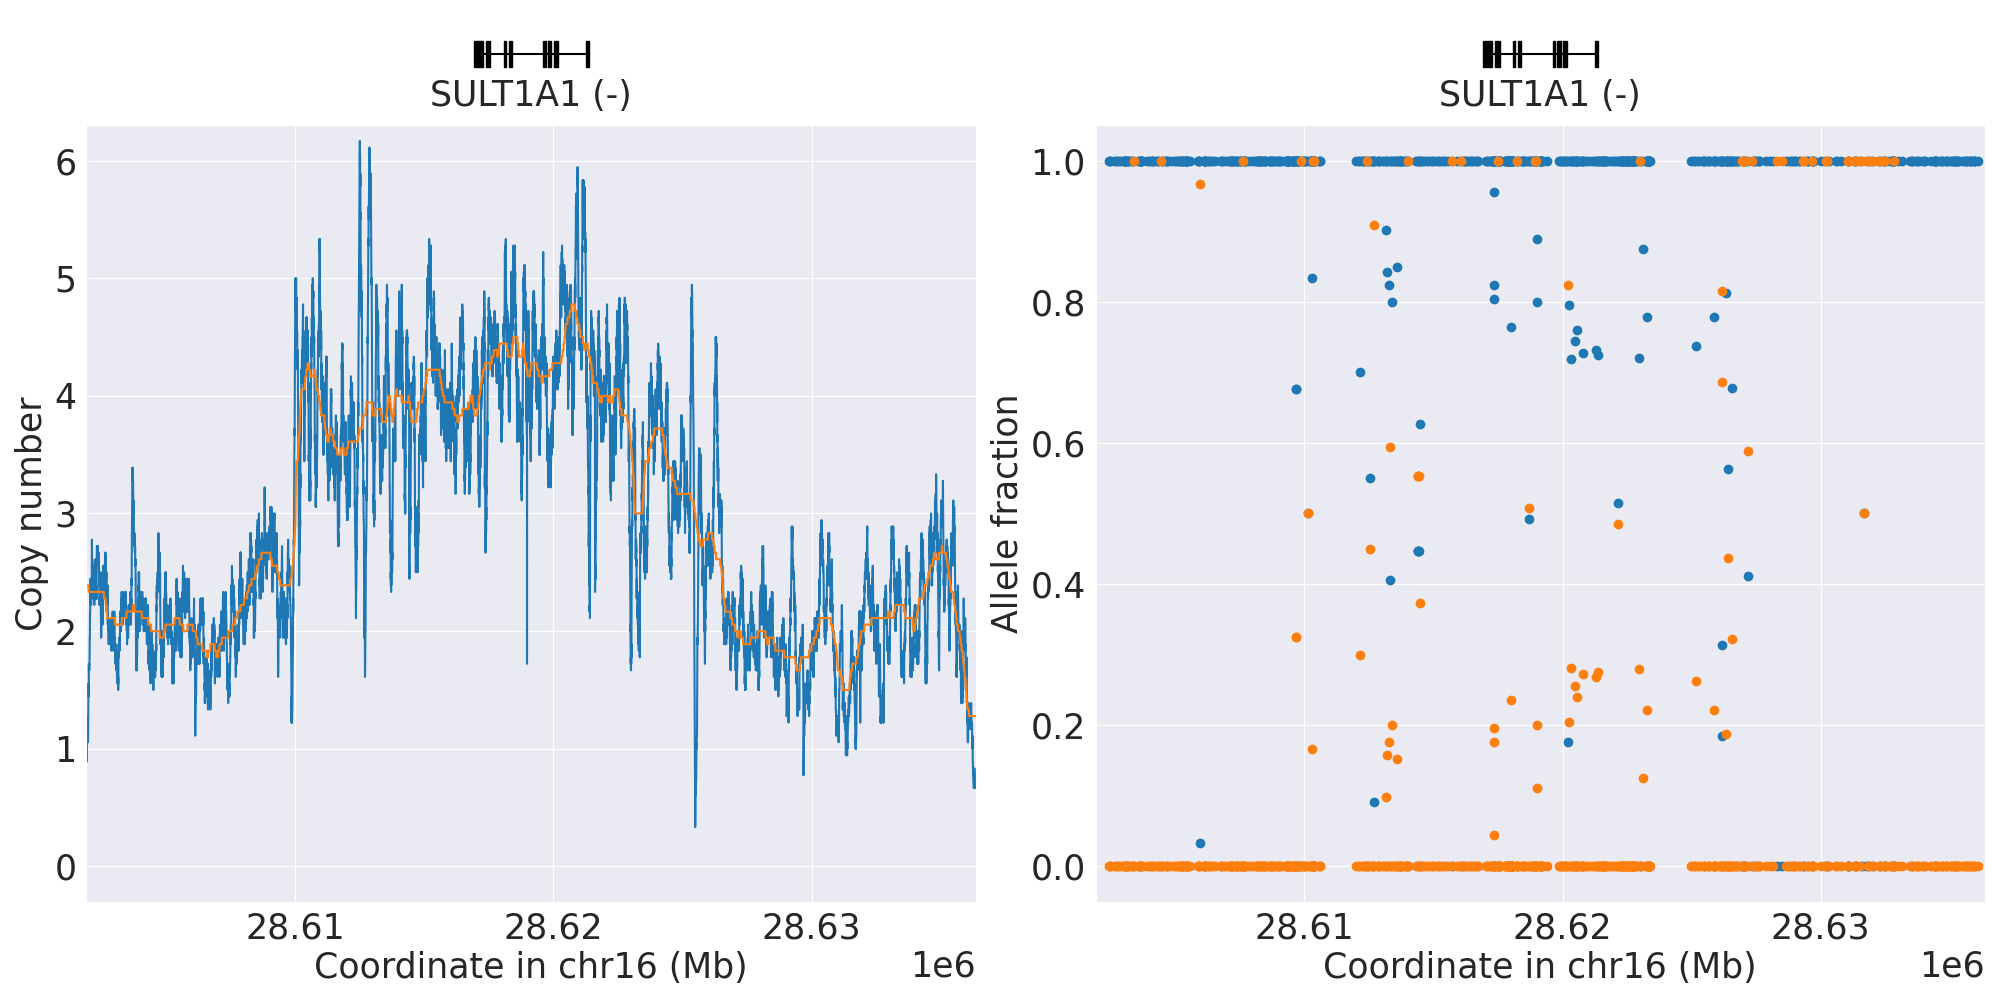 SULT1A1 (-)
Copy number
6
5
4
3
2
1
0
28.61
28.62
28.63
Coordinate in chr16 (Mb)
1e6
SULT1A1 (-)
Allele fraction
1.0
0.8
0.6
0.4
0.2
0.0
28.61
28.62
28.63
Coordinate in chr16 (Mb)
1e6